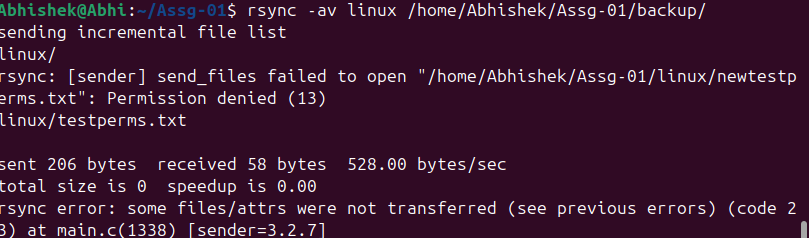 Abhishek@Abhi:~/Assg-01$ rsync -av linux /home/Abhishek/Assg-01/backup/
sending incremental file list
linux/
rsync: [sender] send_files failed to open "/home/Abhishek/Assg-01/linux/newtestp
erms.txt": Permission denied (13)
linux/testperms.txt

sent 206 bytes  received 58 bytes  528.00 bytes/sec
total size is 0  speedup is 0.00
rsync error: some files/attrs were not transferred (see previous errors) (code 2
3) at main.c(1338) [sender=3.2.7]